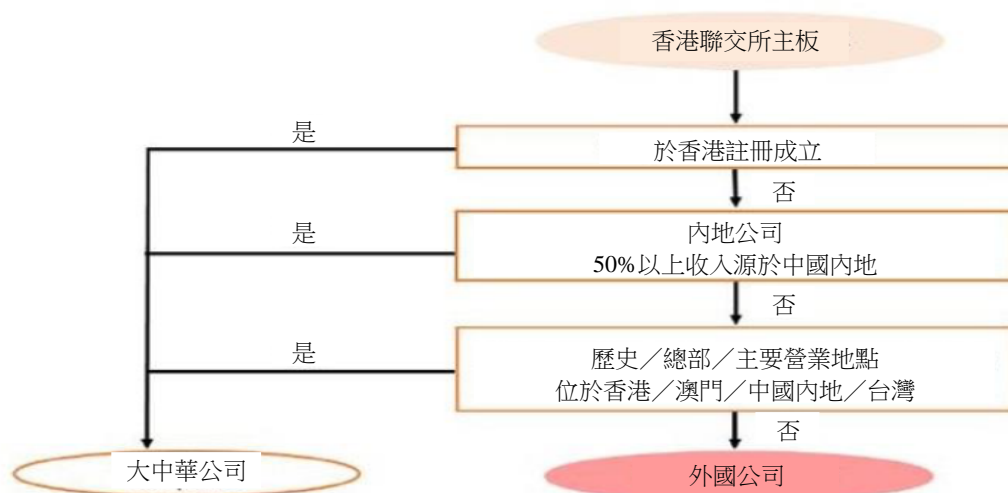 香港聯交所主板
是
於香港註冊成立
否
是
內地公司
50%以上收入源於中國內地
否
是
歷史／總部／主要營業地點
位於香港／澳門／中國內地／台灣
否
大中華公司
外國公司